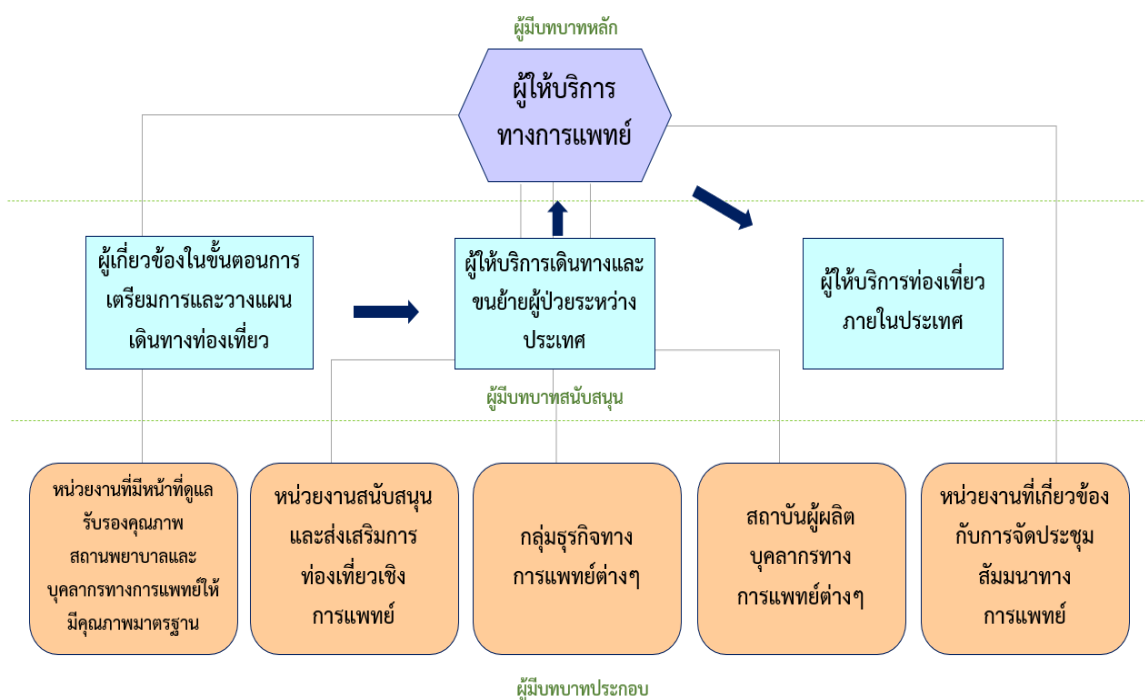 ผู้มีบทบาทหลัก
ผู้ให้บริการ
ทางการแพทย์
ผู้เกี่ยวข้องในขั้นตอนการ
เตรียมการและวางแผน
เดินทางท่องเที่ยว
ผู้ให้บริการเดินทางและ
ขนย้ายผู้ป่วยระหว่าง
ประเทศ
ผู้ให้บริการท่องเที่ยว
ภายในประเทศ
ผู้มีบทบาทสนับสนุน
หน่วยงานที่มีหน้าที่ดูแล
รับรองคุณภาพ
สถานพยาบาลและ
บุคลากรทางการแพทย์ให้
มีคุณภาพมาตรฐาน
หน่วยงานสนับสนุน
และส่งเสริมการ
ท่องเที่ยวเชิง
การแพทย์
กลุ่มธุรกิจทาง
การแพทย์ต่างๆ
สถาบันผู้ผลิต
บุคลากรทาง
การแพทย์ต่างๆ
หน่วยงานที่เกี่ยวข้อง
กับการจัดประชุม
สัมมนาทาง
การแพทย์
ผู้มีบทบาทประกอบ